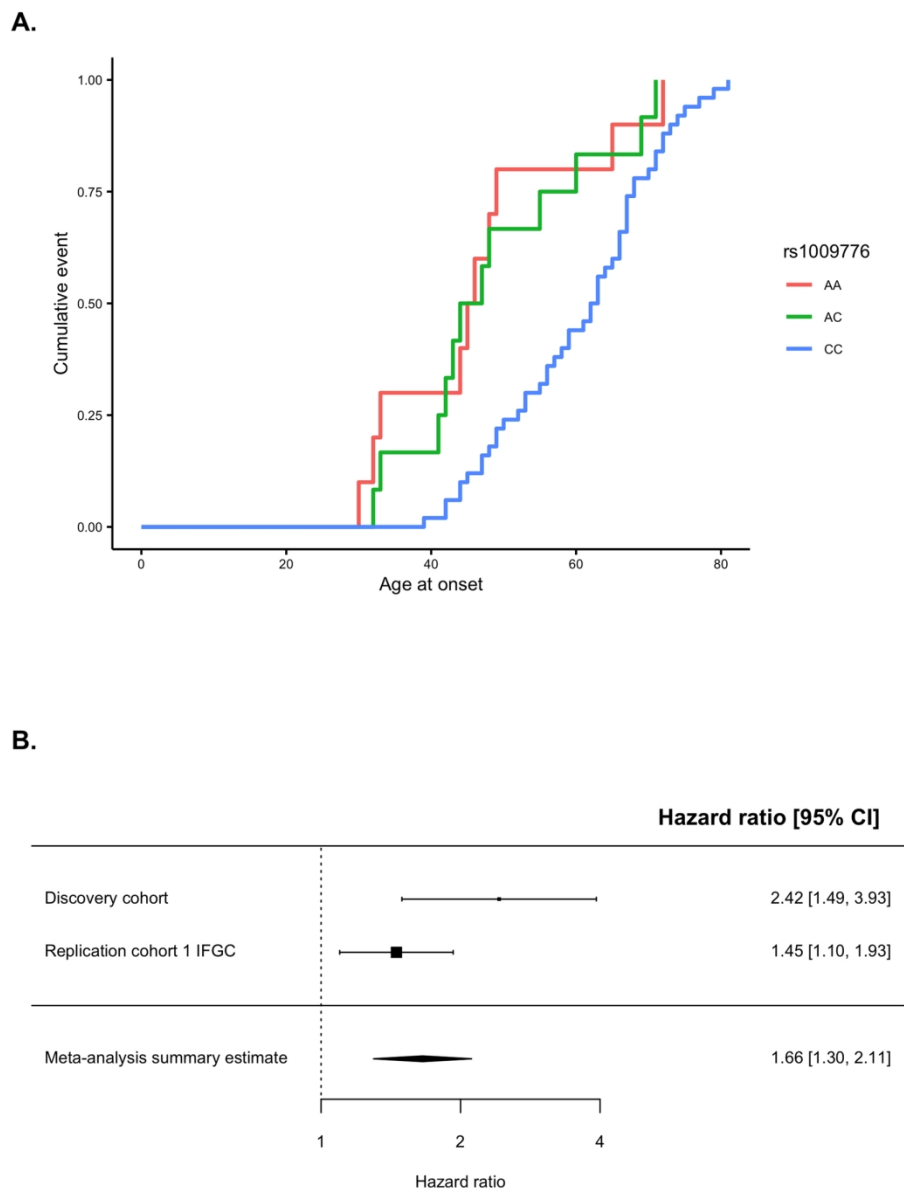 A.
1.00
0.75
0.50
0.25
0.00
Cumulative event
0 20 40 60 80
Age at onset
rs1009776
AA
AC
CC
B.
Hazard ratio [95% CI]
Discovery cohort 2.42 [1.49, 3.93]
Replication cohort 1 IFGC 1.45 [1.10, 1.93]
Meta-analysis summary estimate 1.66 [1.30, 2.11]
1 2 4
Hazard ratio